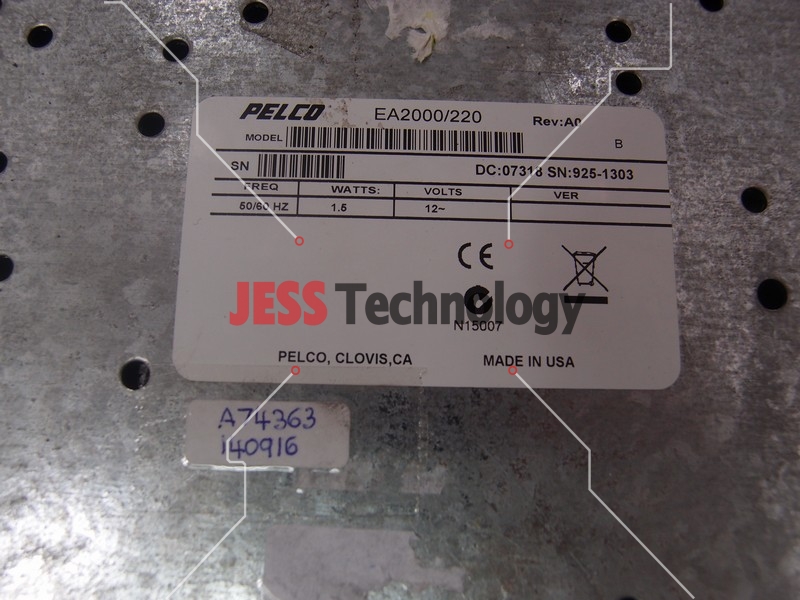 PELCO EA2000/220 Rev:A0
MODEL B
SN DC:07318 SN:925-1303
FREQ WATTS: VOLTS VER
50/60 HZ 1.5 12~
CE
JESS Technology
N15007
PELCO, CLOVIS,CA MADE IN USA
A74363
140916